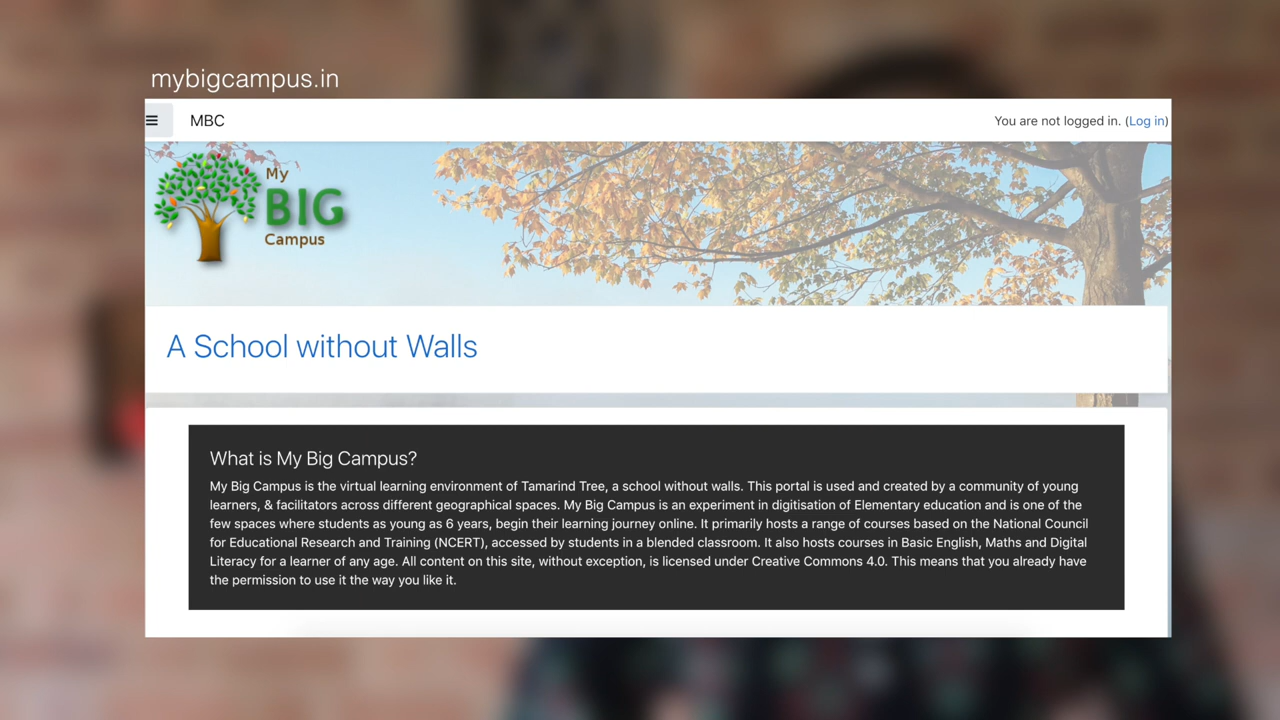 mybigcampus.in
MBC
You are not logged in. (Log in)
My
BIG
Campus
A School without Walls
What is My Big Campus?
My Big Campus is the virtual learning environment of Tamarind Tree, a school without walls. This portal is used and created by a community of young
learners, & facilitators across different geographical spaces. My Big Campus is an experiment in digitisation of Elementary education and is one of the
few spaces where students as young as 6 years, begin their learning journey online. It primarily hosts a range of courses based on the National Council
for Educational Research and Training (NCERT), accessed by students in a blended classroom. It also hosts courses in Basic English, Maths and Digital
Literacy for a learner of any age. All content on this site, without exception, is licensed under Creative Commons 4.0. This means that you already have
the permission to use it the way you like it.